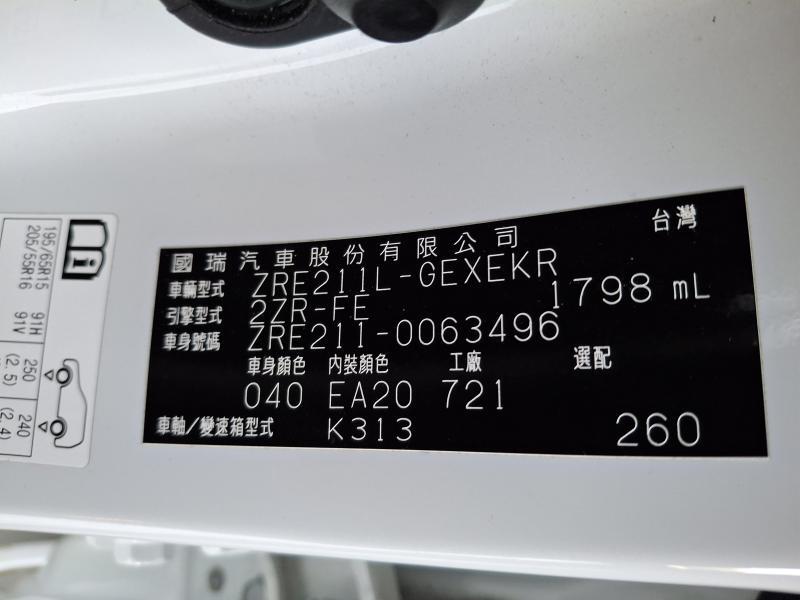 台灣
國瑞汽車股份有限公司
車輛型式 ZRE211L-GEXEKR
引擎型式 2ZR-FE 1798 mL
車身號碼 ZRE211-0063496
車身顏色 內裝顏色 工廠 選配
040 EA20 721
車軸/變速箱型式 K313 260
195/65R15 91H
205/55R16 91V
250
(2.5)
240
(2.4)